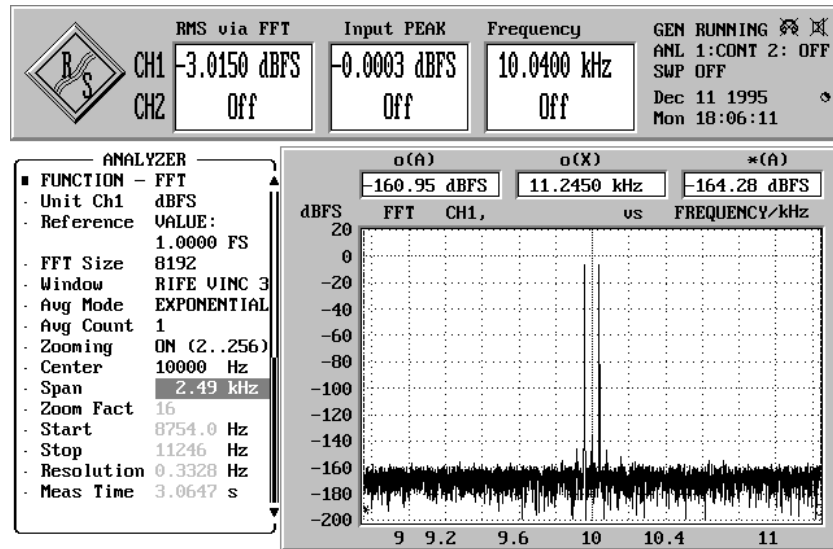 RMS via FFT Input PEAK Frequency GEN RUNNING
ANL 1:CONT 2: OFF
R&S CH1 -3.0150 dBFS -0.0003 dBFS 10.0400 kHz SWP OFF
CH2 Off Off Off Dec 11 1995
Mon 18:06:11
ANALYZER
FUNCTION - FFT
Unit Ch1 dBFS
Reference VALUE:
1.0000 FS
FFT Size 8192
Window RIFE VINC 3
Avg Mode EXPONENTIAL
Avg Count 1
Zooming ON (2..256)
Center 10000 Hz
Span 2.49 kHz
Zoom Fact 16
Start 8754.0 Hz
Stop 11246 Hz
Resolution 0.3328 Hz
Meas Time 3.0647 s
o(A) o(X) *(A)
-160.95 dBFS 11.2450 kHz -164.28 dBFS
dBFS FFT CH1, vs FREQUENCY/kHz
20
0
-20
-40
-60
-80
-100
-120
-140
-160
-180
-200
9 9.2 9.6 10 10.4 11